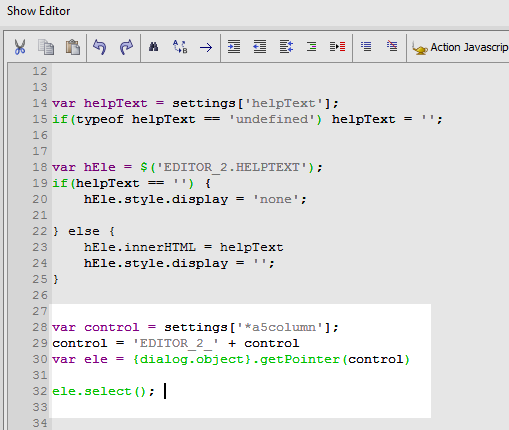 Show Editor
Action Javascrip
12
13
14 var helpText = settings['helpText'];
15 if(typeof helpText == 'undefined') helpText = '';
16
17
18 var hEle = $('EDITOR_2.HELPTEXT');
19 if(helpText == '') {
20 hEle.style.display = 'none';
21
22 } else {
23 hEle.innerHTML = helpText
24 hEle.style.display = '';
25 }
26
27
28 var control = settings['*a5column'];
29 control = 'EDITOR_2_' + control
30 var ele = {dialog.object}.getPointer(control)
31
32 ele.select();
33
34